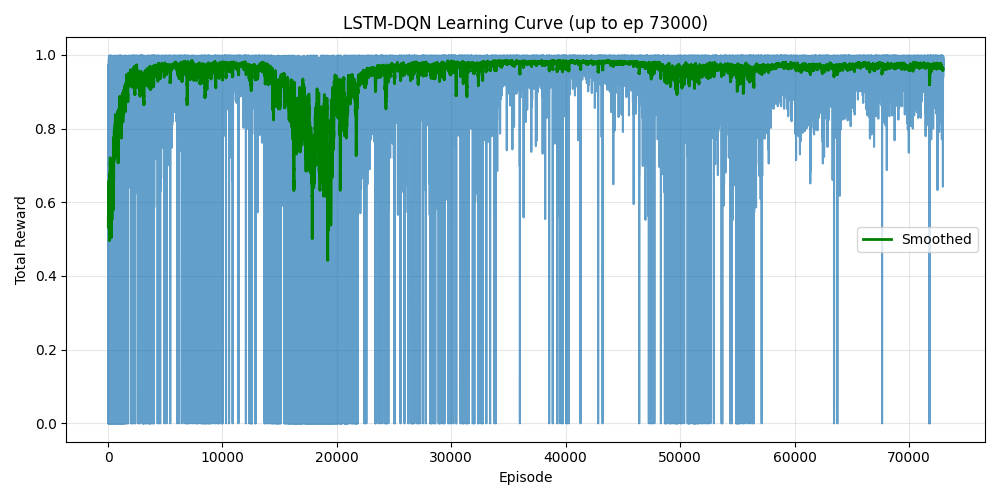 LSTM-DQN Learning Curve (up to ep 73000)
Total Reward
1.0
0.8
0.6
0.4
0.2
0.0
Smoothed
0 10000 20000 30000 40000 50000 60000 70000
Episode